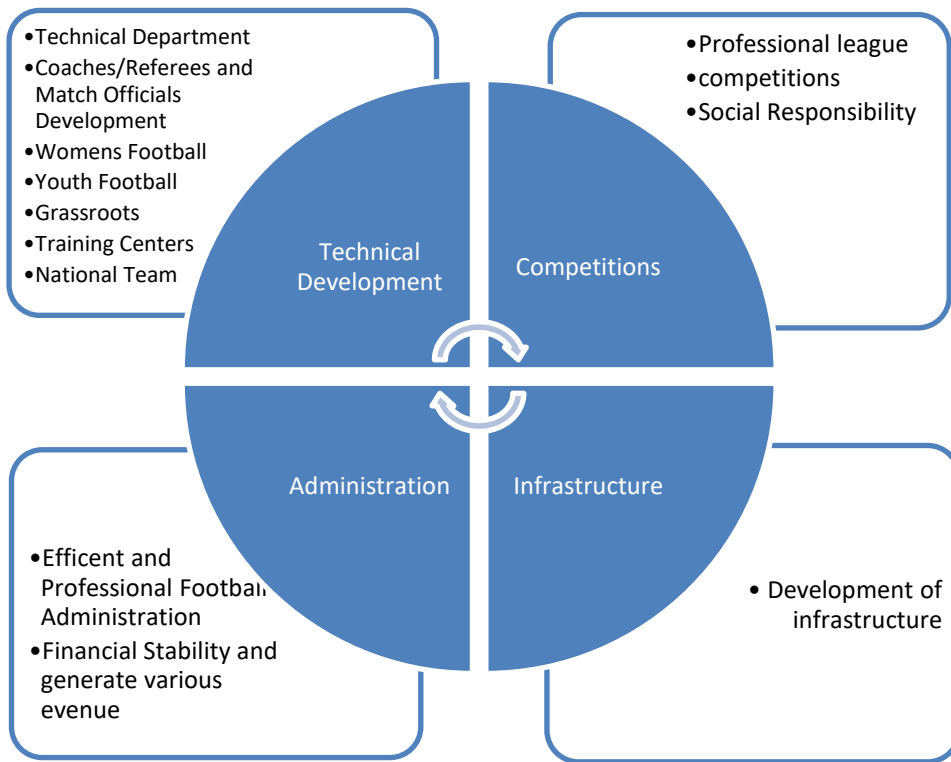 •Technical Department
•Coaches/Referees and
Match Officials
Development
•Womens Football
•Youth Football
•Grassroots
•Training Centers
•National Team
•Professional league
•competitions
•Social Responsibility
Technical
Development
Competitions
Administration
Infrastructure
•Efficent and
Professional Football
Administration
•Financial Stability and
generate various
evenue
• Development of
infrastructure